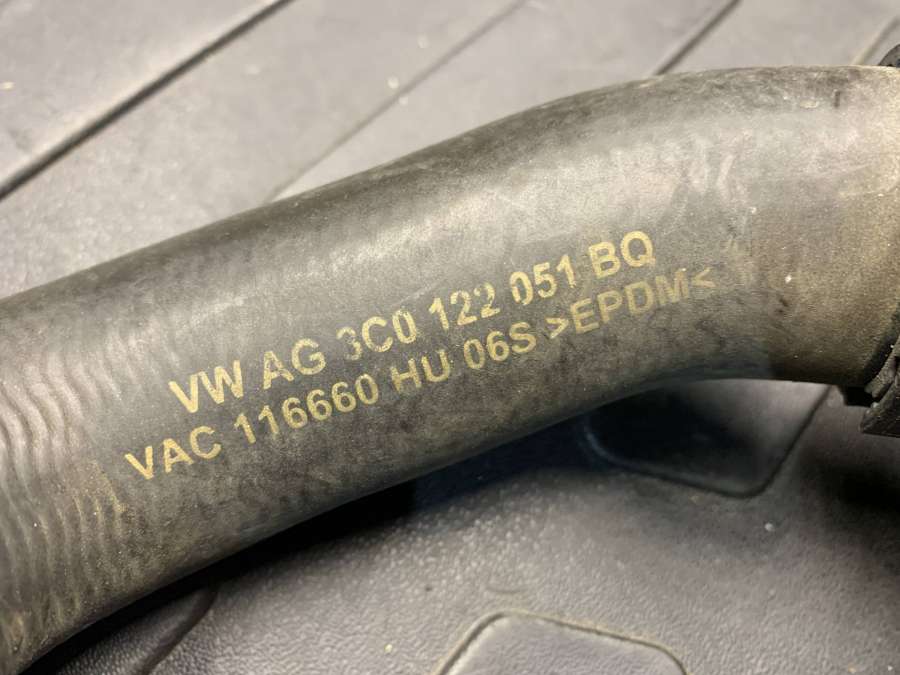 VW AG 3C0 122 051 BQ
VAC 116660 HU 06S >EPDM<